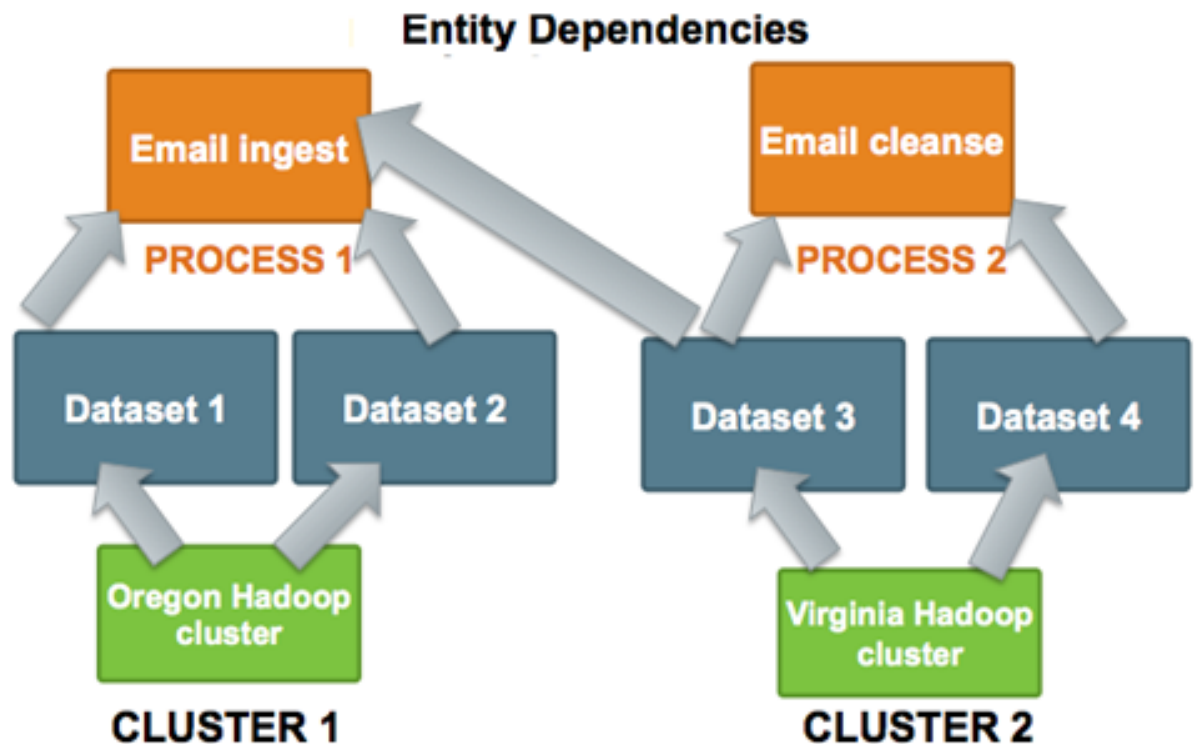 Entity Dependencies
Email ingest
Email cleanse
PROCESS 1
PROCESS 2
Dataset 1
Dataset 2
Dataset 3
Dataset 4
Oregon Hadoop
cluster
Virginia Hadoop
cluster
CLUSTER 1
CLUSTER 2